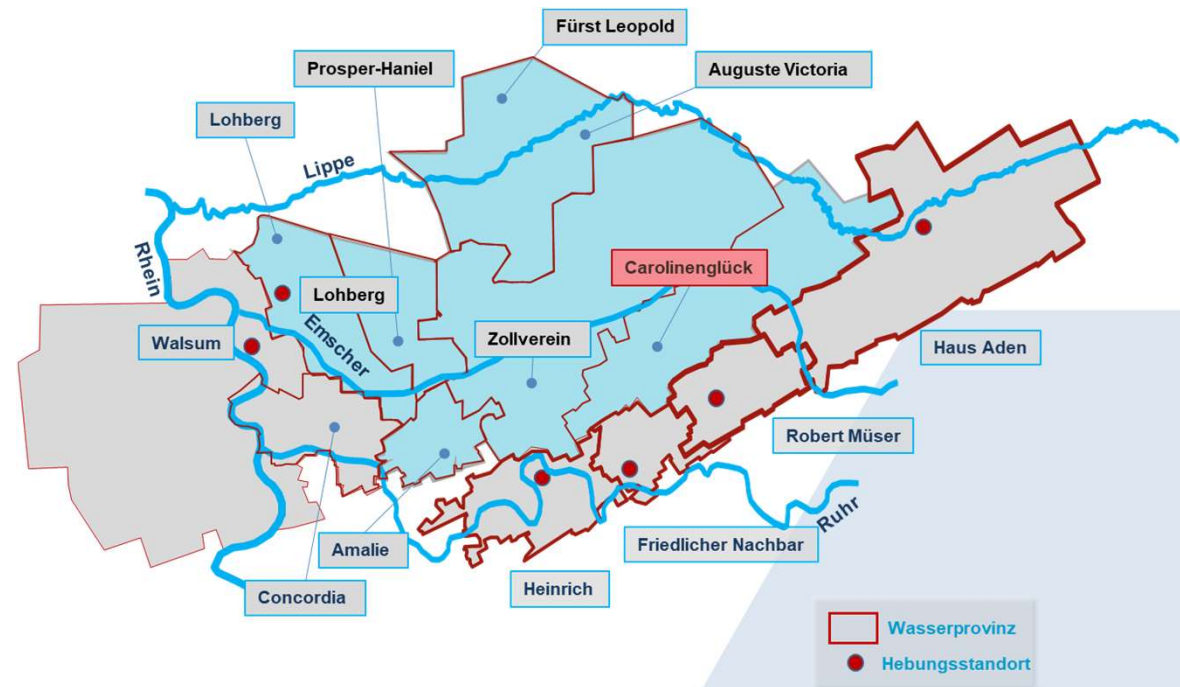 Fürst Leopold
Prosper-Haniel
Auguste Victoria
Lohberg
Lippe
Rhein
Carolinenglück
Lohberg
Walsum
Emscher
Zollverein
Haus Aden
Robert Müser
Ruhr
Amalie
Friedlicher Nachbar
Heinrich
Concordia
Wasserprovinz
Hebungsstandort